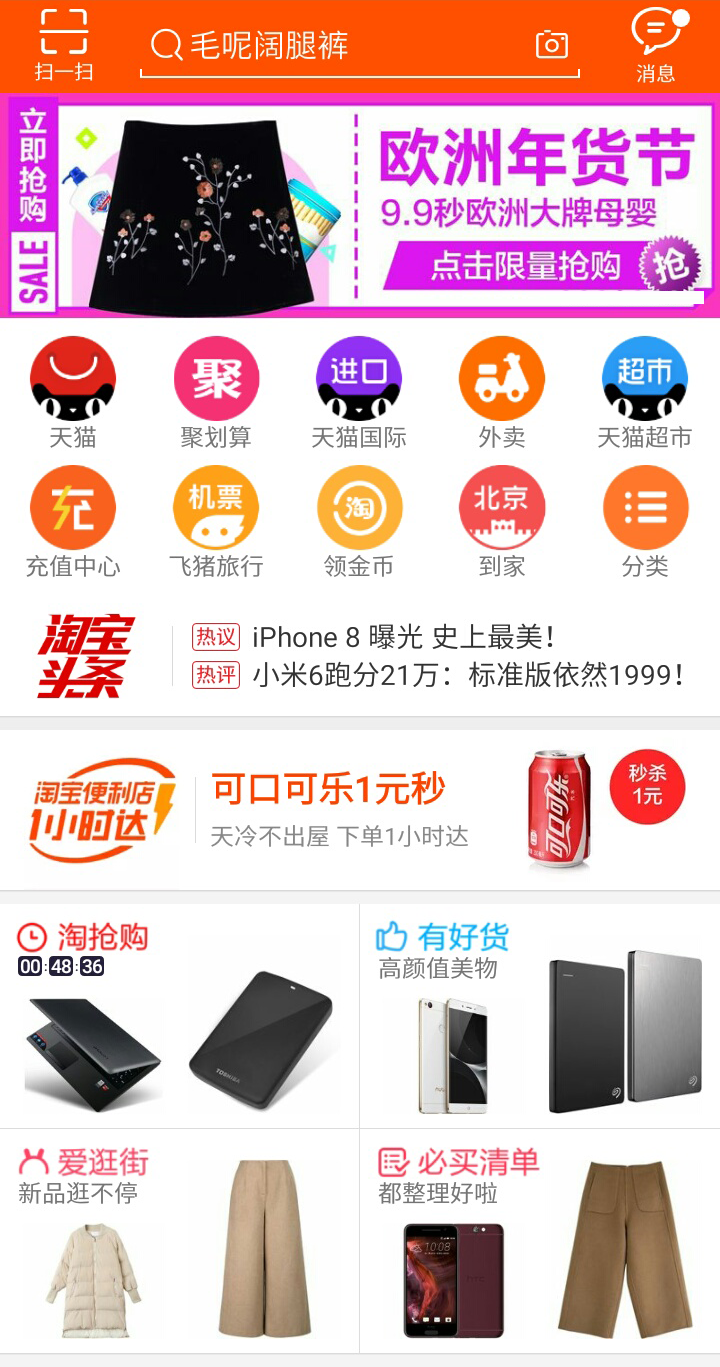 扫一扫
毛呢阔腿裤
消息
立即抢购
SALE
欧洲年货节
9.9秒欧洲大牌母婴
点击限量抢购
抢
聚
进口
超市
天猫
聚划算
天猫国际
外卖
天猫超市
充
机票
淘
北京
充值中心
飞猪旅行
领金币
到家
分类
淘宝头条
热议 iPhone 8 曝光 史上最美！
热评 小米6跑分21万：标准版依然1999！
淘宝便利店
1小时达
可口可乐1元秒
天冷不出屋 下单1小时达
可口可乐
秒杀
1元
淘抢购
00:48:36
TOSHIBA
有好货
高颜值美物
爱逛街
新品逛不停
必买清单
都整理好啦
10:08